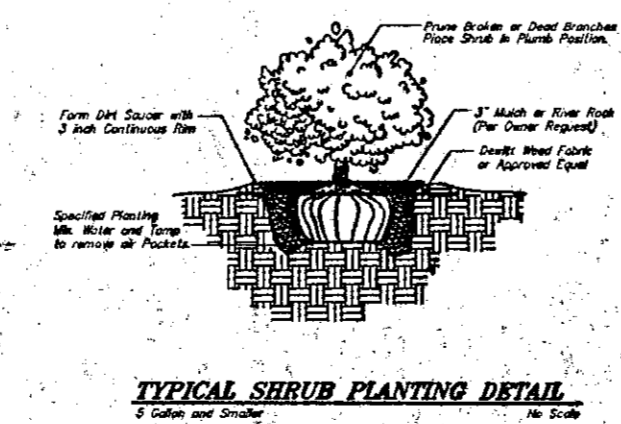 Prune Broken or Dead Branches
Place Shrub In Plumb Position.
Form Dirt Saucer with
3 inch Continuous Rim
3" Mulch or River Rock
(Per Owner Request)
Dewitt Weed Fabric
or Approved Equal
Specified Planting
Mix. Water and Tamp
to remove air Pockets.
TYPICAL SHRUB PLANTING DETAIL
5 Gallon and Smaller
No Scale